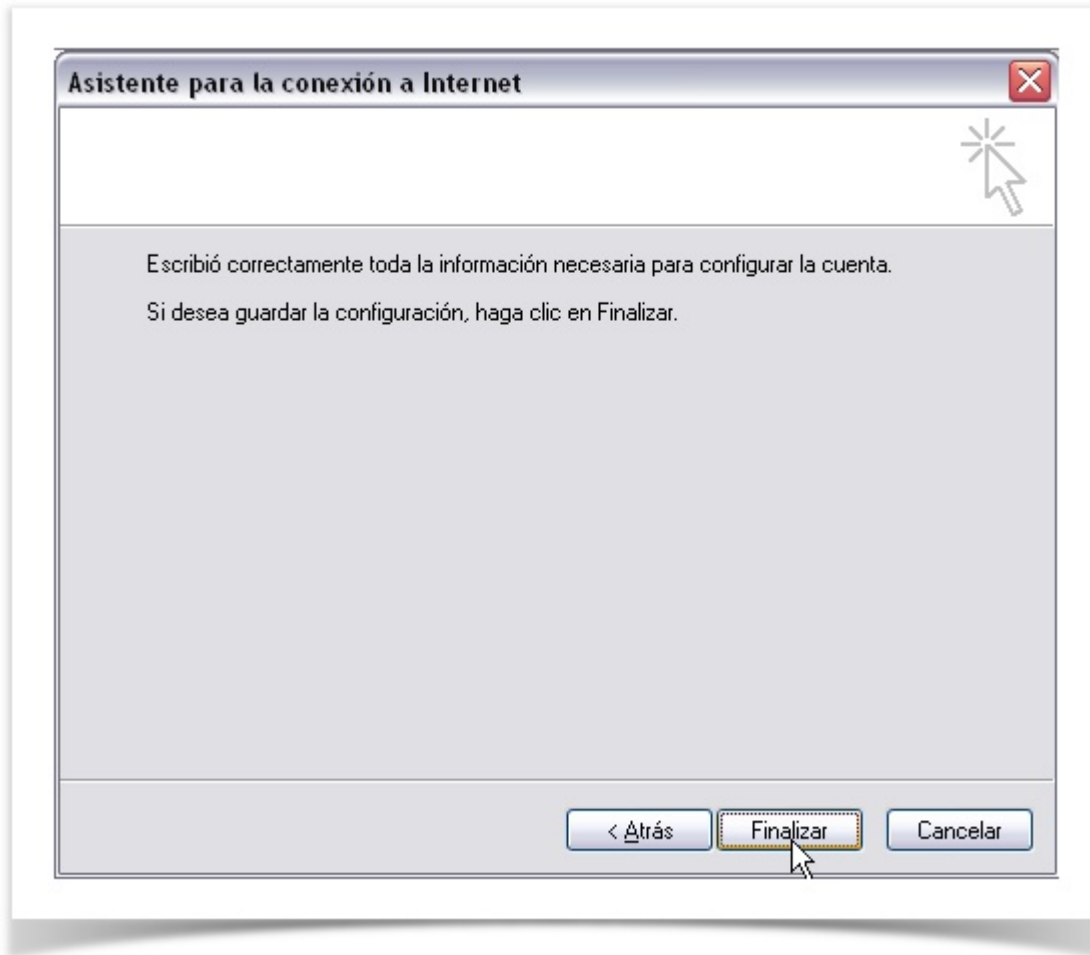 Asistente para la conexión a Internet
Escribió correctamente toda la información necesaria para configurar la cuenta.
Si desea guardar la configuración, haga clic en Finalizar.
< Atrás Finalizar Cancelar